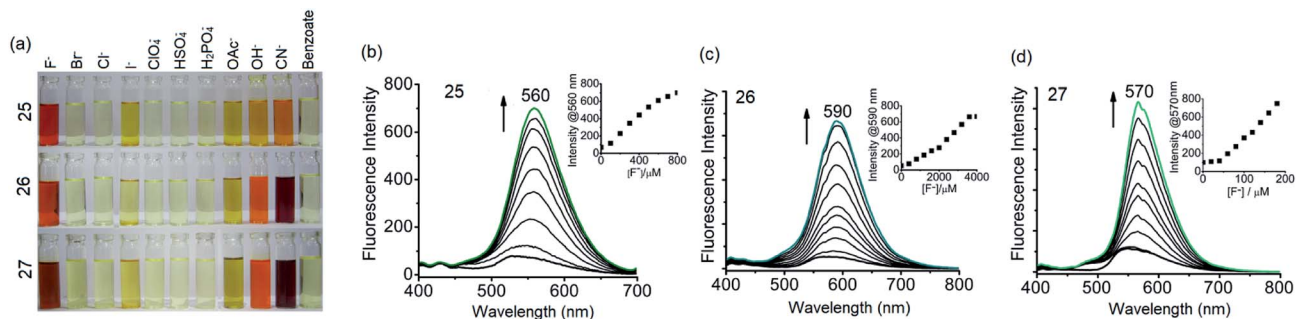 (a)
F⁻
Br⁻
Cl⁻
I⁻
ClO₄⁻
HSO₄⁻
H₂PO₄⁻
OAc⁻
OH⁻
CN⁻
Benzoate
25
26
27
(b)
Fluorescence Intensity
800
600
400
200
0
25
560
400 500 600 700
Wavelength (nm)
Intensity @560 nm
800
600
400
200
0
0 400 800
[F⁻]/μM
(c)
Fluorescence Intensity
26
590
400 500 600 700 800
Wavelength (nm)
Intensity @590 nm
800
600
400
200
0
0 2000 4000
[F⁻]/μM
(d)
Fluorescence Intensity
27
570
400 500 600 700 800
Wavelength (nm)
Intensity @570nm
800
600
400
200
0
0 100 200
[F⁻] / μM